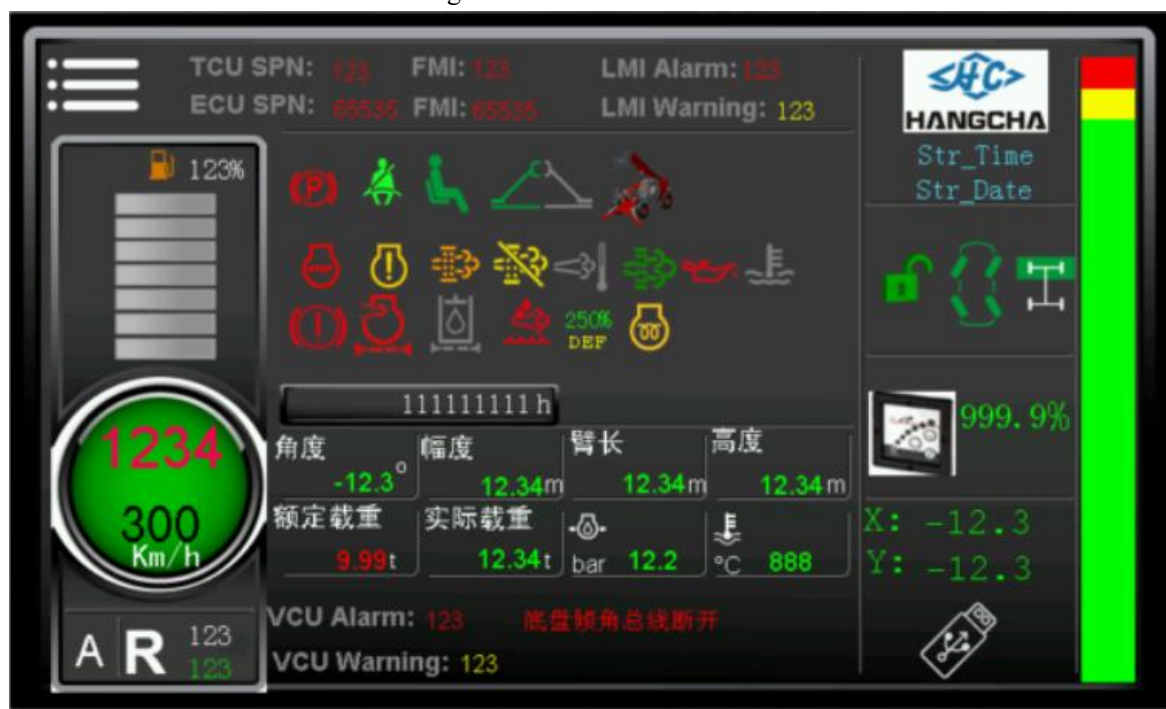 TCU SPN: 123 FMI: 123 LMI Alarm: 123
ECU SPN: 65535 FMI: 65535 LMI Warning: 123
HC
HANGCHA
Str_Time
Str_Date
123%
P
250%
DEF
111111111 h
999.9%
1234
300
Km/h
角度 幅度 臂长 高度
-12.3° 12.34m 12.34m 12.34m
额定载重 实际载重
9.99t 12.34t bar 12.2 °C 888
X: -12.3
Y: -12.3
VCU Alarm: 123 底盘倾角总线断开
VCU Warning: 123
A R 123
123